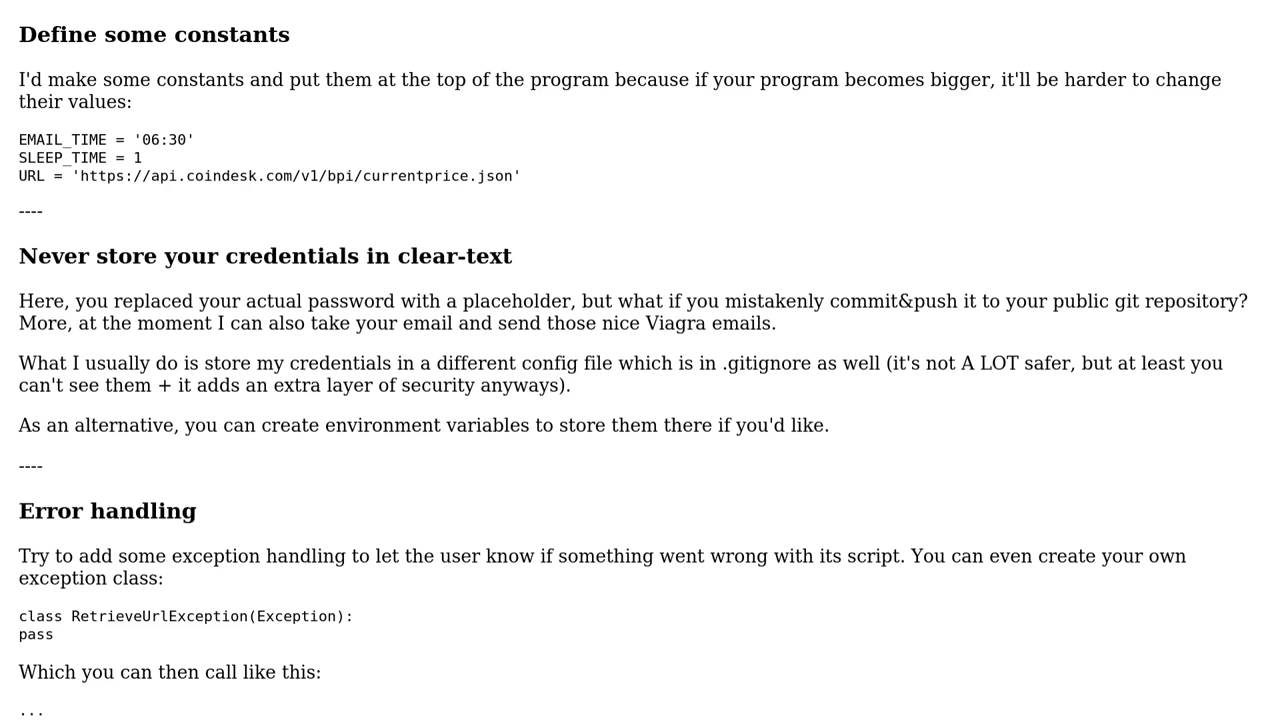 Define some constants
I'd make some constants and put them at the top of the program because if your program becomes bigger, it'll be harder to change
their values:
EMAIL_TIME = '06:30'
SLEEP_TIME = 1
URL = 'https://api.coindesk.com/v1/bpi/currentprice.json'
----
Never store your credentials in clear-text
Here, you replaced your actual password with a placeholder, but what if you mistakenly commit&push it to your public git repository?
More, at the moment I can also take your email and send those nice Viagra emails.
What I usually do is store my credentials in a different config file which is in .gitignore as well (it's not A LOT safer, but at least you
can't see them + it adds an extra layer of security anyways).
As an alternative, you can create environment variables to store them there if you'd like.
----
Error handling
Try to add some exception handling to let the user know if something went wrong with its script. You can even create your own
exception class:
class RetrieveUrlException(Exception):
pass
Which you can then call like this:
...